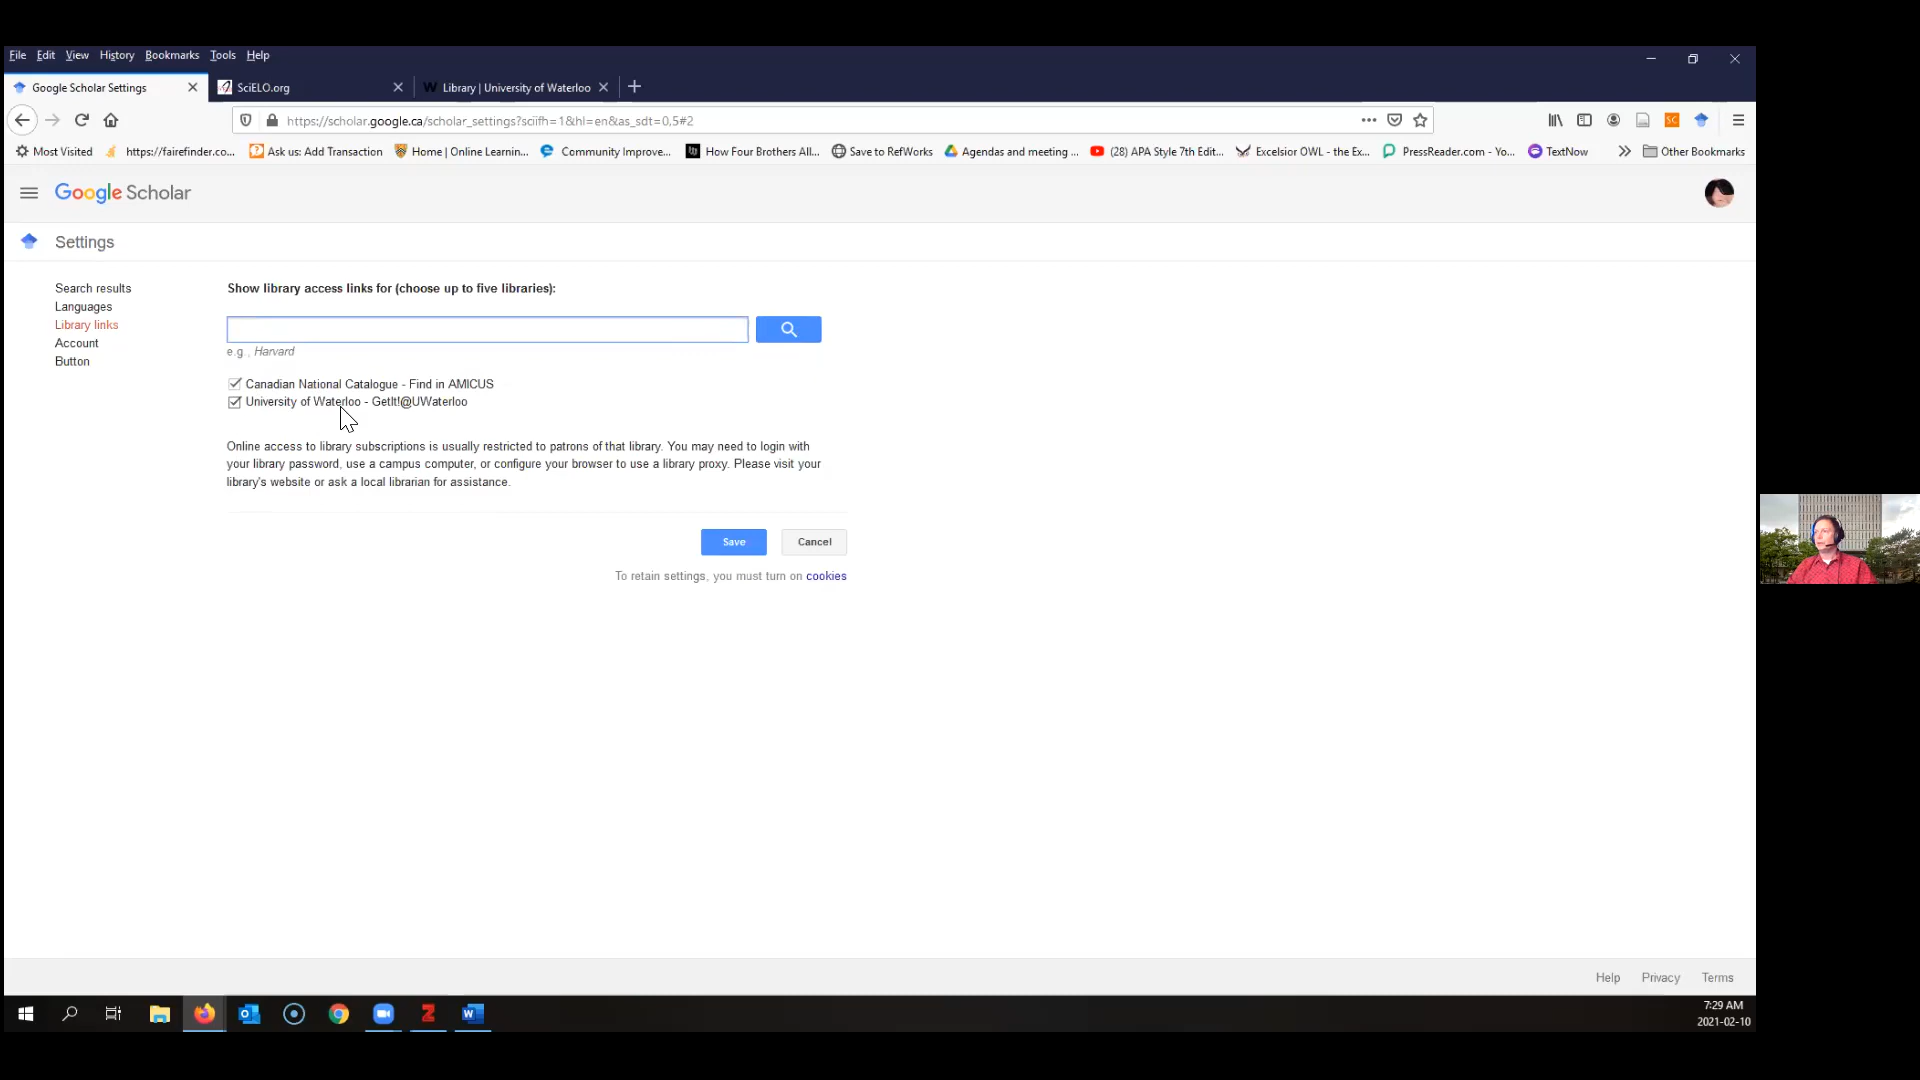 File Edit View History Bookmarks Tools Help
Google Scholar Settings
SciELO.org
Library | University of Waterloo
https://scholar.google.ca/scholar_settings?sciifh=1&hl=en&as_sdt=0,5#2
Most Visited
https://fairefinder.co...
Ask us: Add Transaction
Home | Online Learnin...
Community Improve...
How Four Brothers All...
Save to RefWorks
Agendas and meeting ...
(28) APA Style 7th Edit...
Excelsior OWL - the Ex...
PressReader.com - Yo...
TextNow
Other Bookmarks
Google Scholar
Settings
Search results
Languages
Library links
Account
Button
Show library access links for (choose up to five libraries):
e.g., Harvard
Canadian National Catalogue - Find in AMICUS
University of Waterloo - GetIt!@UWaterloo
Online access to library subscriptions is usually restricted to patrons of that library. You may need to login with
your library password, use a campus computer, or configure your browser to use a library proxy. Please visit your
library's website or ask a local librarian for assistance.
Save
Cancel
To retain settings, you must turn on cookies
Help
Privacy
Terms
7:29 AM
2021-02-10